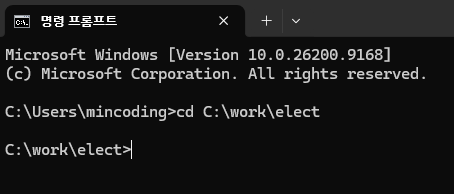 명령 프롬프트
Microsoft Windows [Version 10.0.26200.9168]
(c) Microsoft Corporation. All rights reserved.
C:\Users\mincoding>cd C:\work\elect
C:\work\elect>